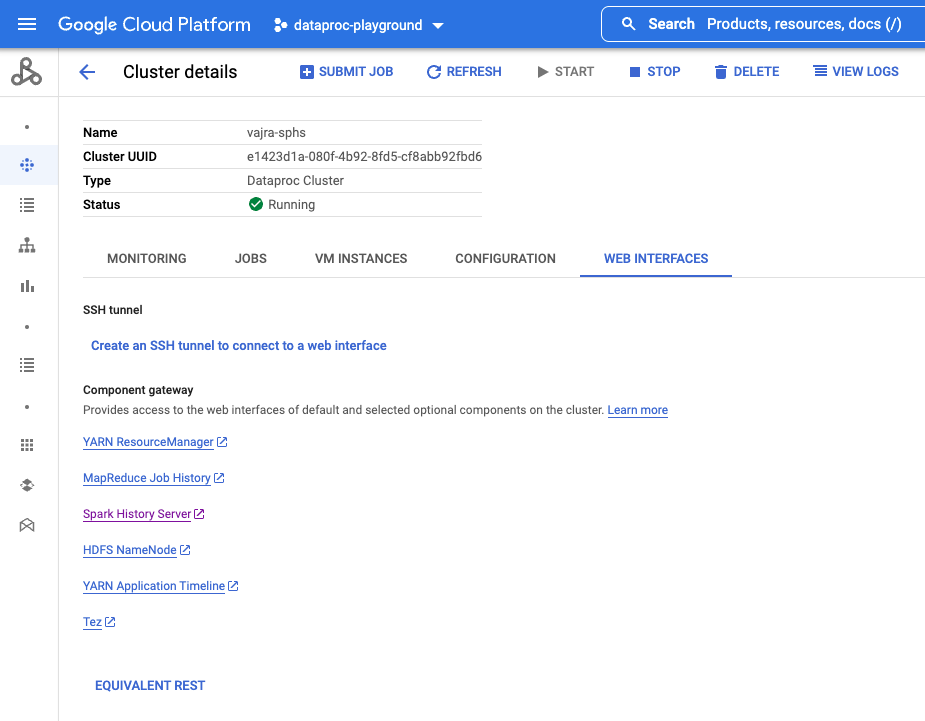 Google Cloud Platform dataproc-playground Search Products, resources, docs (/)
Cluster details SUBMIT JOB REFRESH START STOP DELETE VIEW LOGS
Name vajra-sphs
Cluster UUID e1423d1a-080f-4b92-8fd5-cf8abb92fbd6
Type Dataproc Cluster
Status Running
MONITORING JOBS VM INSTANCES CONFIGURATION WEB INTERFACES
SSH tunnel
Create an SSH tunnel to connect to a web interface
Component gateway
Provides access to the web interfaces of default and selected optional components on the cluster. Learn more
YARN ResourceManager
MapReduce Job History
Spark History Server
HDFS NameNode
YARN Application Timeline
Tez
EQUIVALENT REST